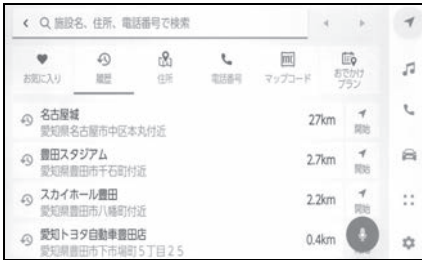 施設名、住所、電話番号で検索
お気に入り
履歴
住所
電話番号
マップコード
おでかけ
プラン
名古屋城
愛知県名古屋市中区本丸付近
27km
開始
豊田スタジアム
愛知県豊田市千石町付近
2.7km
開始
スカイホール豊田
愛知県豊田市八幡町付近
2.2km
開始
愛知トヨタ自動車豊田店
愛知県豊田市下市場町5丁目25
0.4km